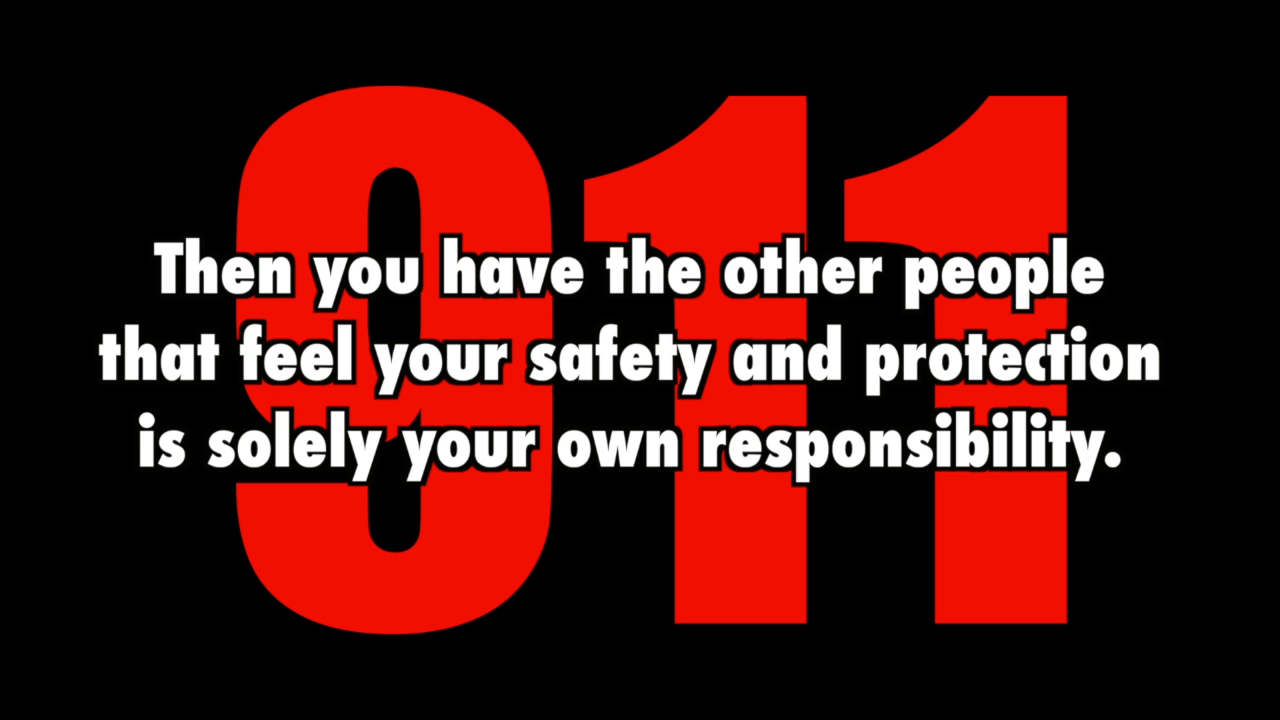 911
Then you have the other people
that feel your safety and protection
is solely your own responsibility.